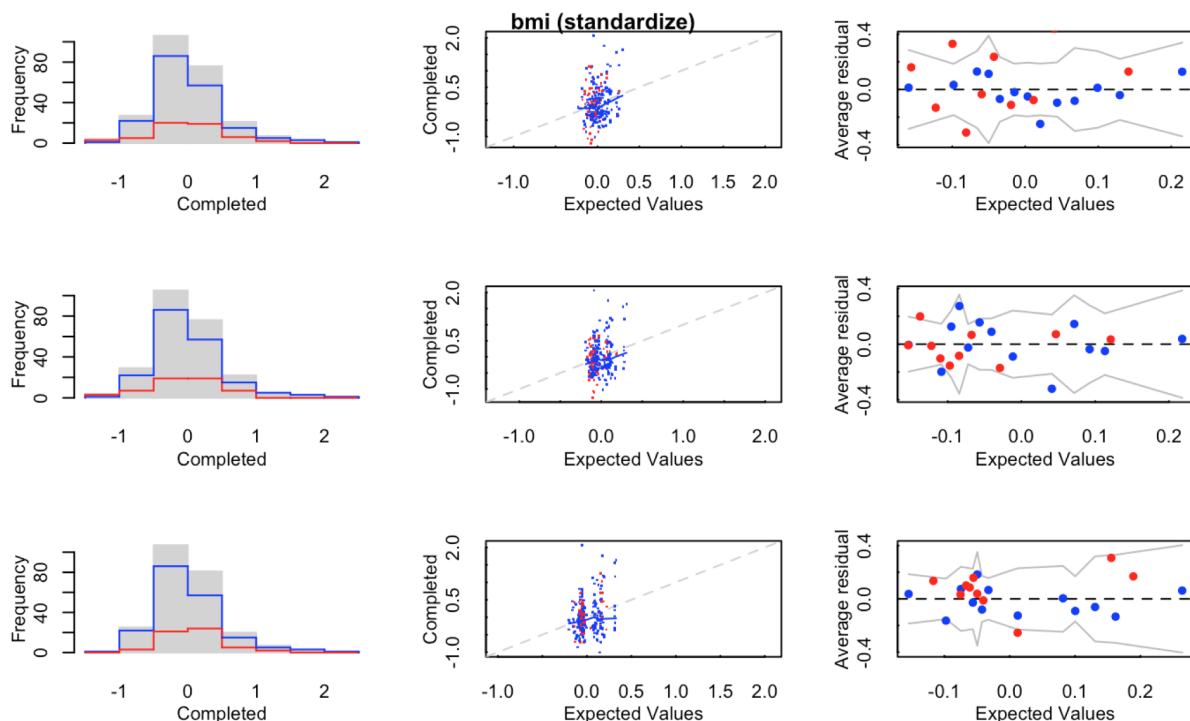 bmi (standardize)
Frequency
0 40 80
-1 0 1 2
Completed
Completed
-1.0 0.5 2.0
-1.0 0.0 0.5 1.0 1.5 2.0
Expected Values
Average residual
-0.4 0.0 0.4
-0.1 0.0 0.1 0.2
Expected Values
Frequency
0 40 80
-1 0 1 2
Completed
Completed
-1.0 0.5 2.0
-1.0 0.0 0.5 1.0 1.5 2.0
Expected Values
Average residual
-0.4 0.0 0.4
-0.1 0.0 0.1 0.2
Expected Values
Frequency
0 40 80
-1 0 1 2
Completed
Completed
-1.0 0.5 2.0
-1.0 0.0 0.5 1.0 1.5 2.0
Expected Values
Average residual
-0.4 0.0 0.4
-0.1 0.0 0.1 0.2
Expected Values